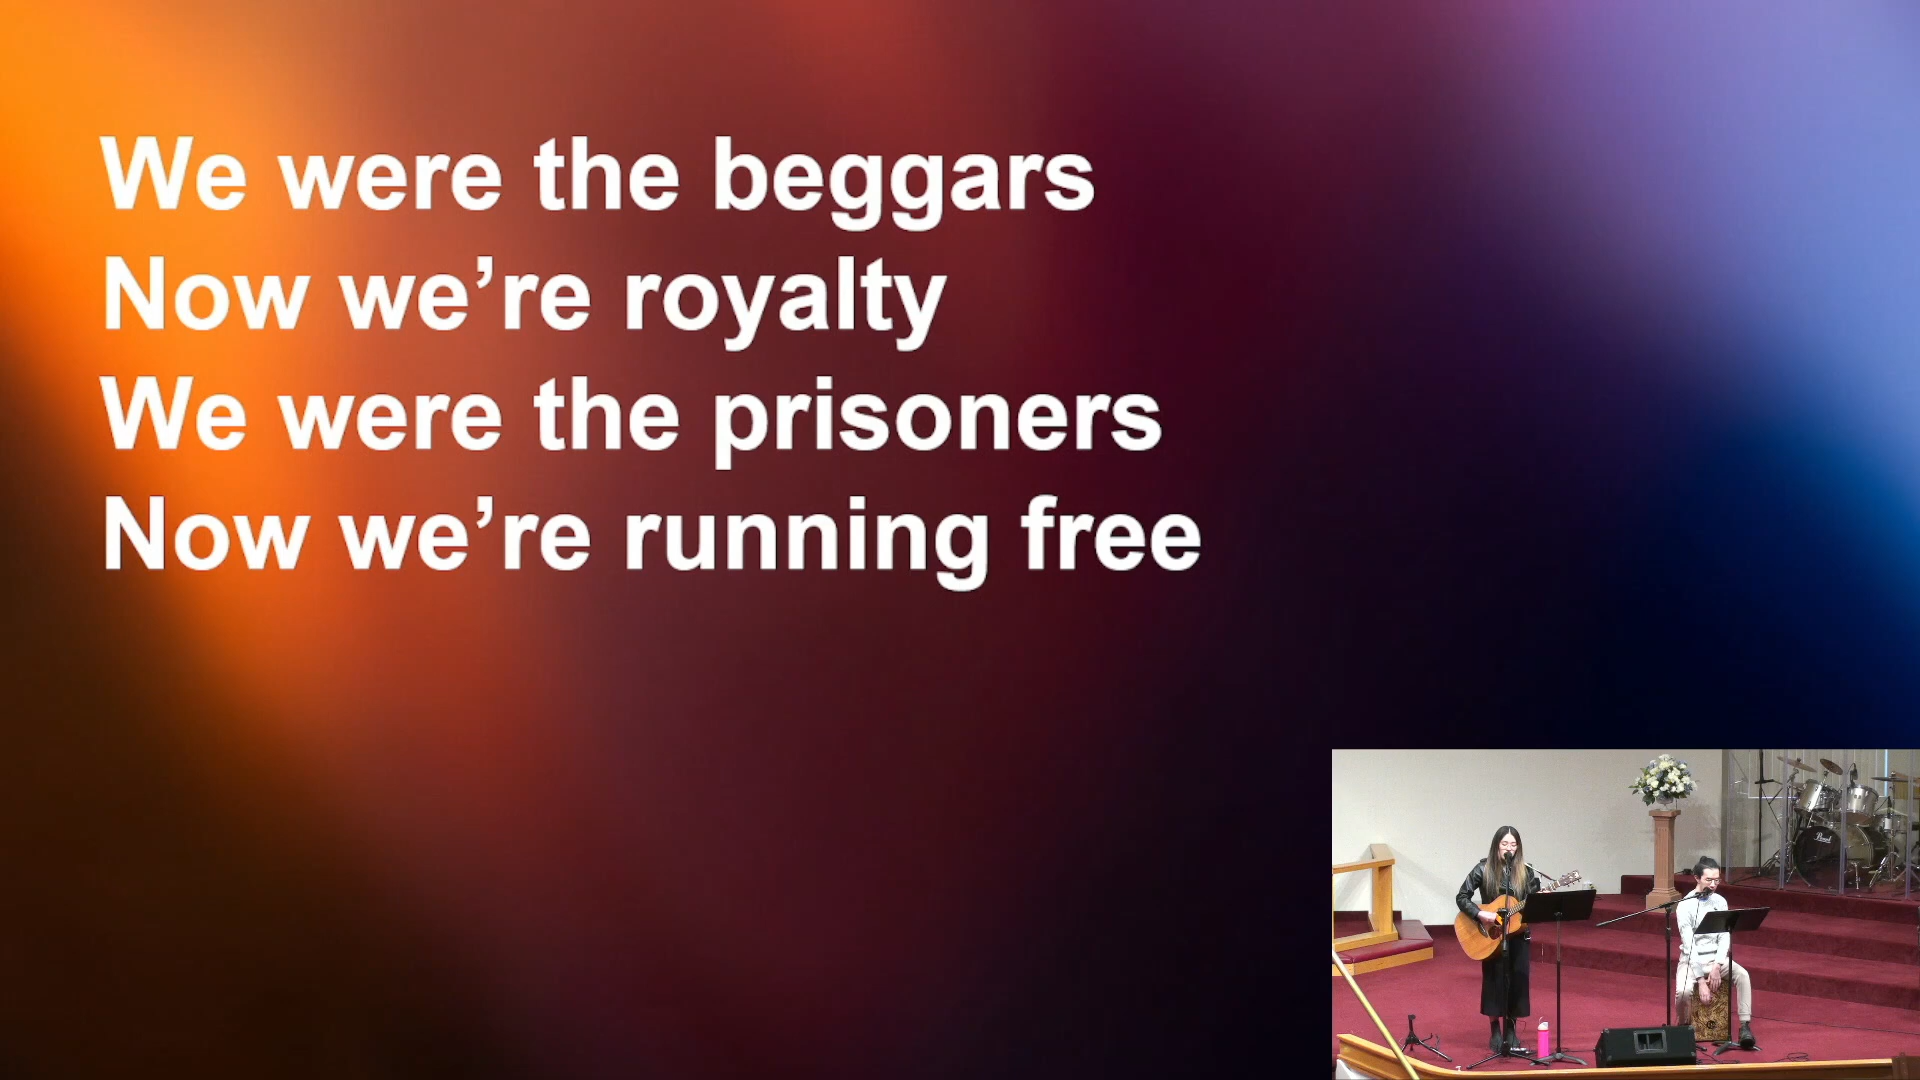 We were the beggars
Now we’re royalty
We were the prisoners
Now we’re running free